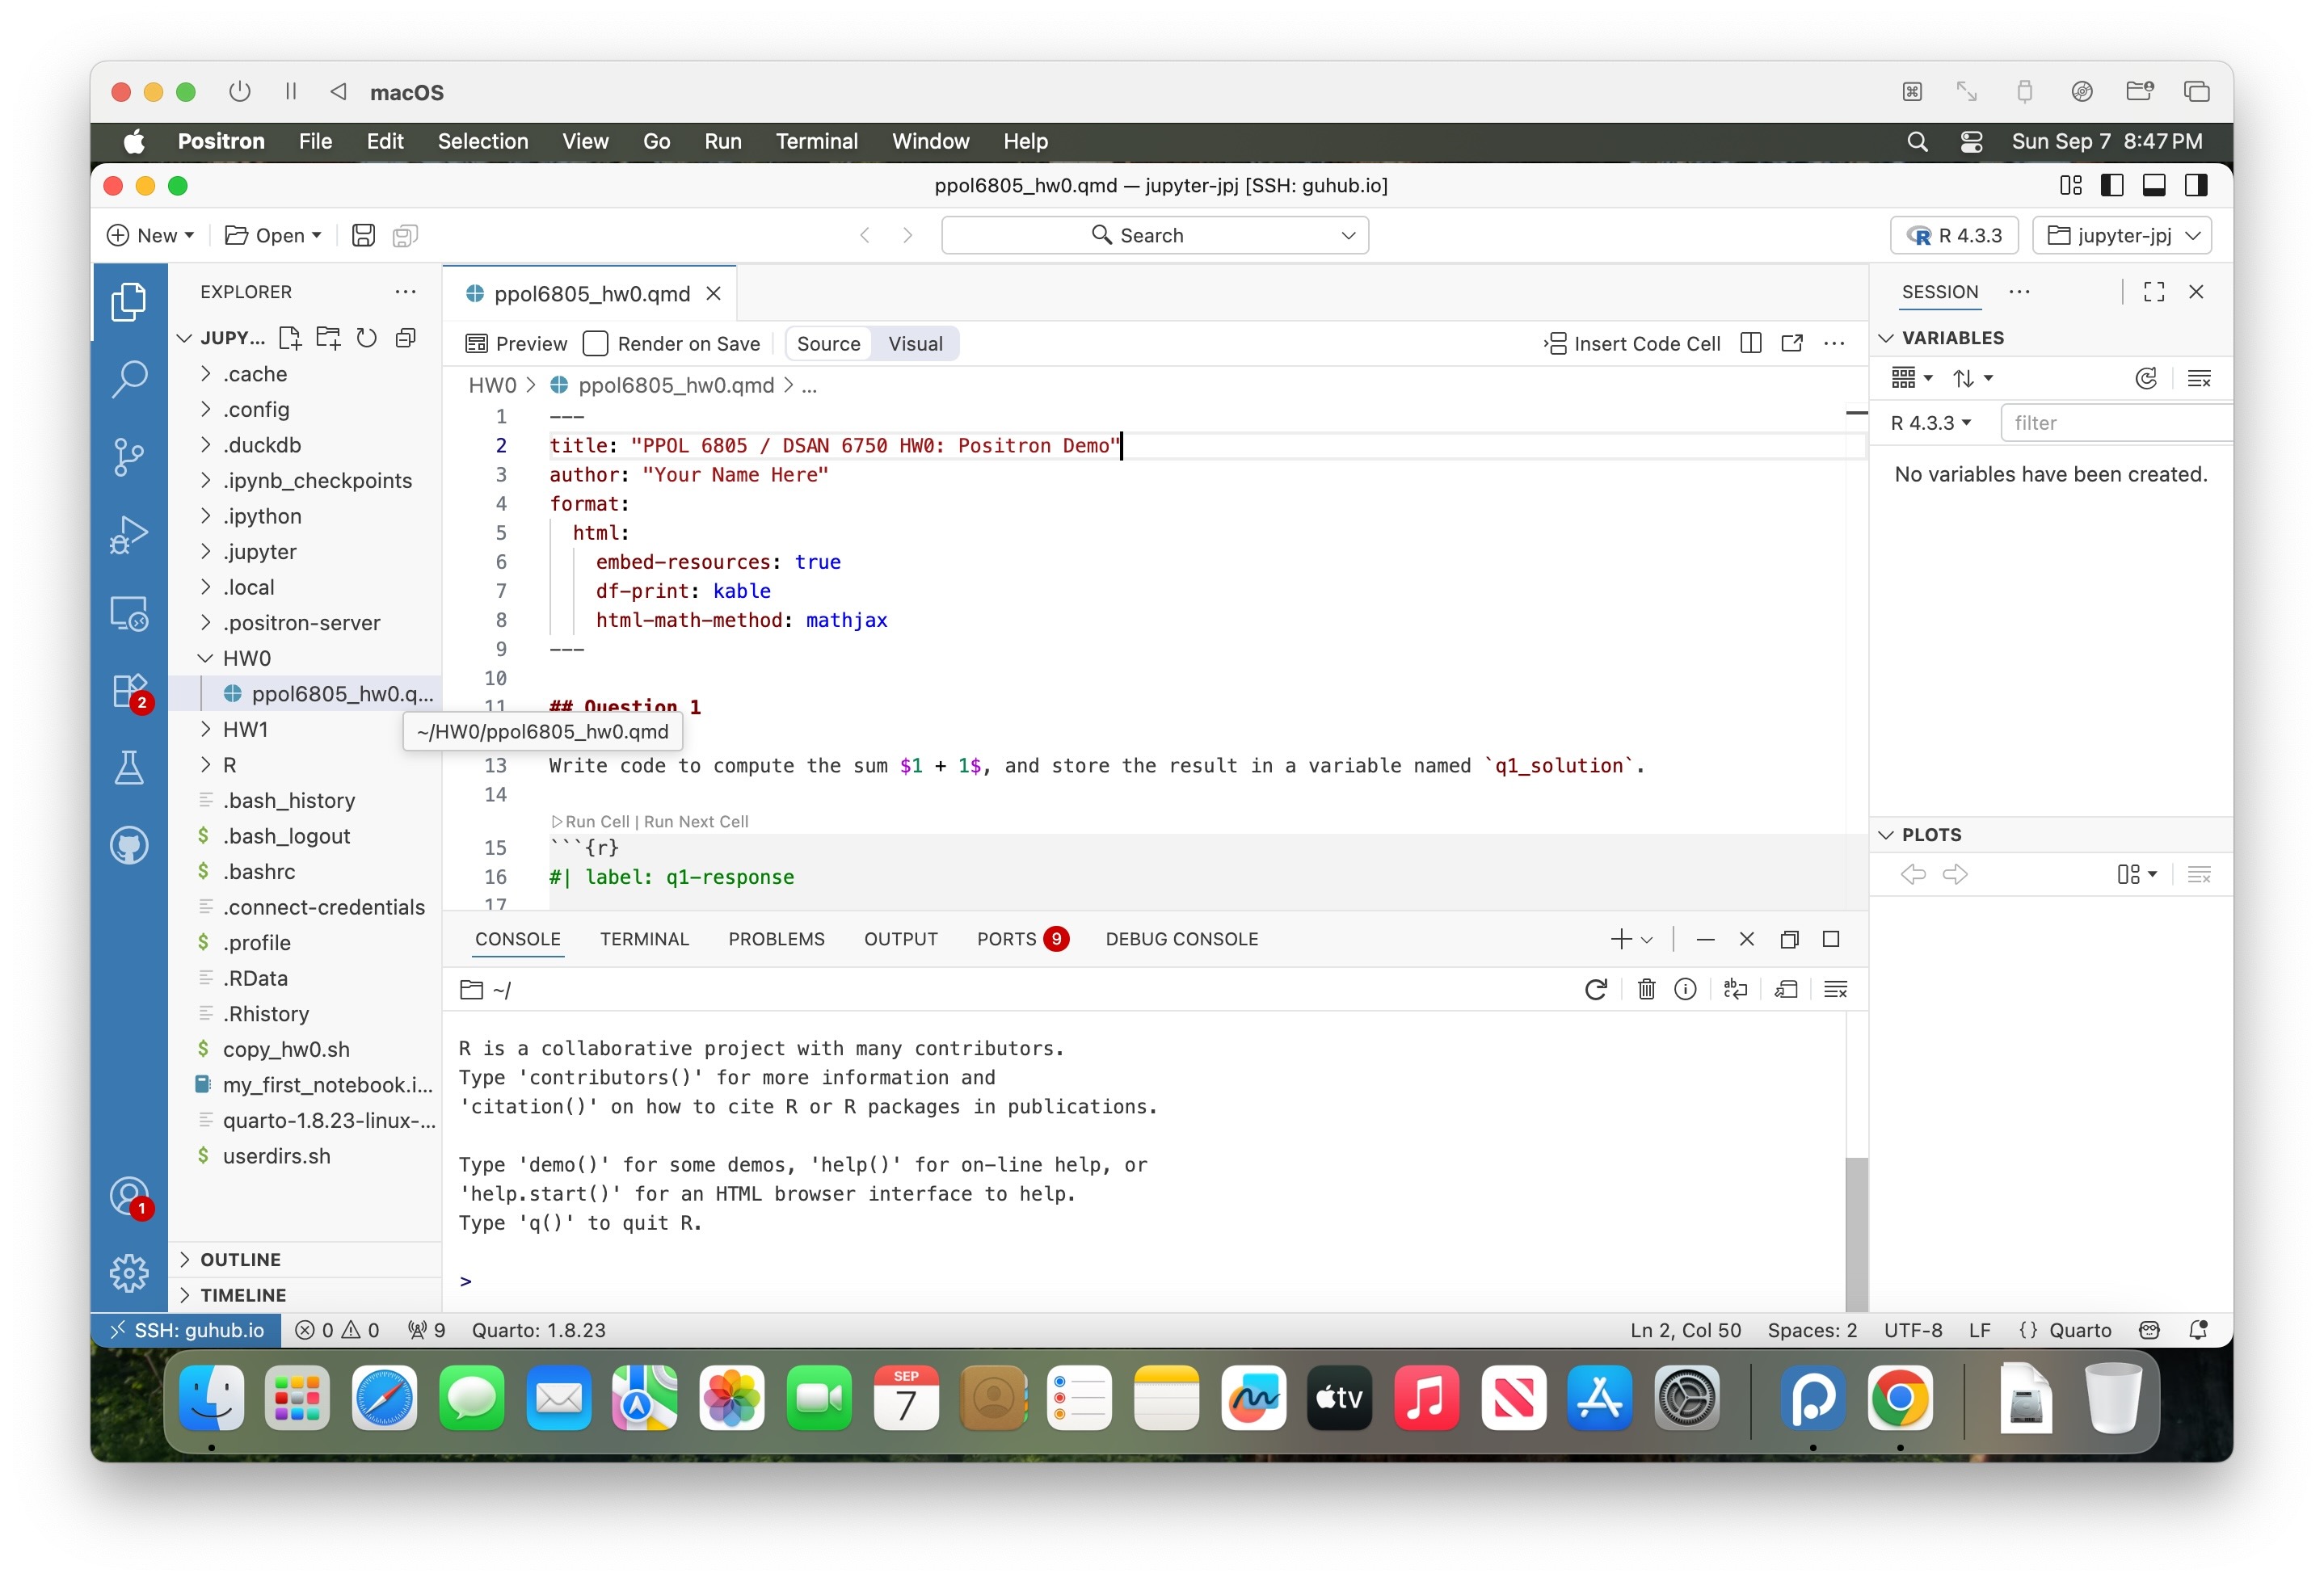 macOS
Positron File Edit Selection View Go Run Terminal Window Help Sun Sep 7 8:47 PM
ppol6805_hw0.qmd — jupyter-jpj [SSH: guhub.io]
New Open Search R 4.3.3 jupyter-jpj
EXPLORER
JUPY...
.cache
.config
.duckdb
.ipynb_checkpoints
.ipython
.jupyter
.local
.positron-server
HW0
ppol6805_hw0.q...
HW1
R
.bash_history
.bash_logout
.bashrc
.connect-credentials
.profile
.RData
.Rhistory
copy_hw0.sh
my_first_notebook.i...
quarto-1.8.23-linux-...
userdirs.sh
OUTLINE
TIMELINE
2
1
ppol6805_hw0.qmd
Preview Render on Save Source Visual Insert Code Cell
HW0 > ppol6805_hw0.qmd > ...
1 ---
2 title: "PPOL 6805 / DSAN 6750 HW0: Positron Demo"
3 author: "Your Name Here"
4 format:
5 html:
6 embed-resources: true
7 df-print: kable
8 html-math-method: mathjax
9 ---
10
11 ## Question 1
~/HW0/ppol6805_hw0.qmd
13 Write code to compute the sum $1 + 1$, and store the result in a variable named `q1_solution`.
14
Run Cell | Run Next Cell
15 ```{r}
16 #| label: q1-response
17
CONSOLE TERMINAL PROBLEMS OUTPUT PORTS 9 DEBUG CONSOLE
~/
R is a collaborative project with many contributors.
Type 'contributors()' for more information and
'citation()' on how to cite R or R packages in publications.
Type 'demo()' for some demos, 'help()' for on-line help, or
'help.start()' for an HTML browser interface to help.
Type 'q()' to quit R.
>
SESSION
VARIABLES
R 4.3.3 filter
No variables have been created.
PLOTS
SSH: guhub.io 0 0 9 Quarto: 1.8.23 Ln 2, Col 50 Spaces: 2 UTF-8 LF {} Quarto
SEP
7
tv